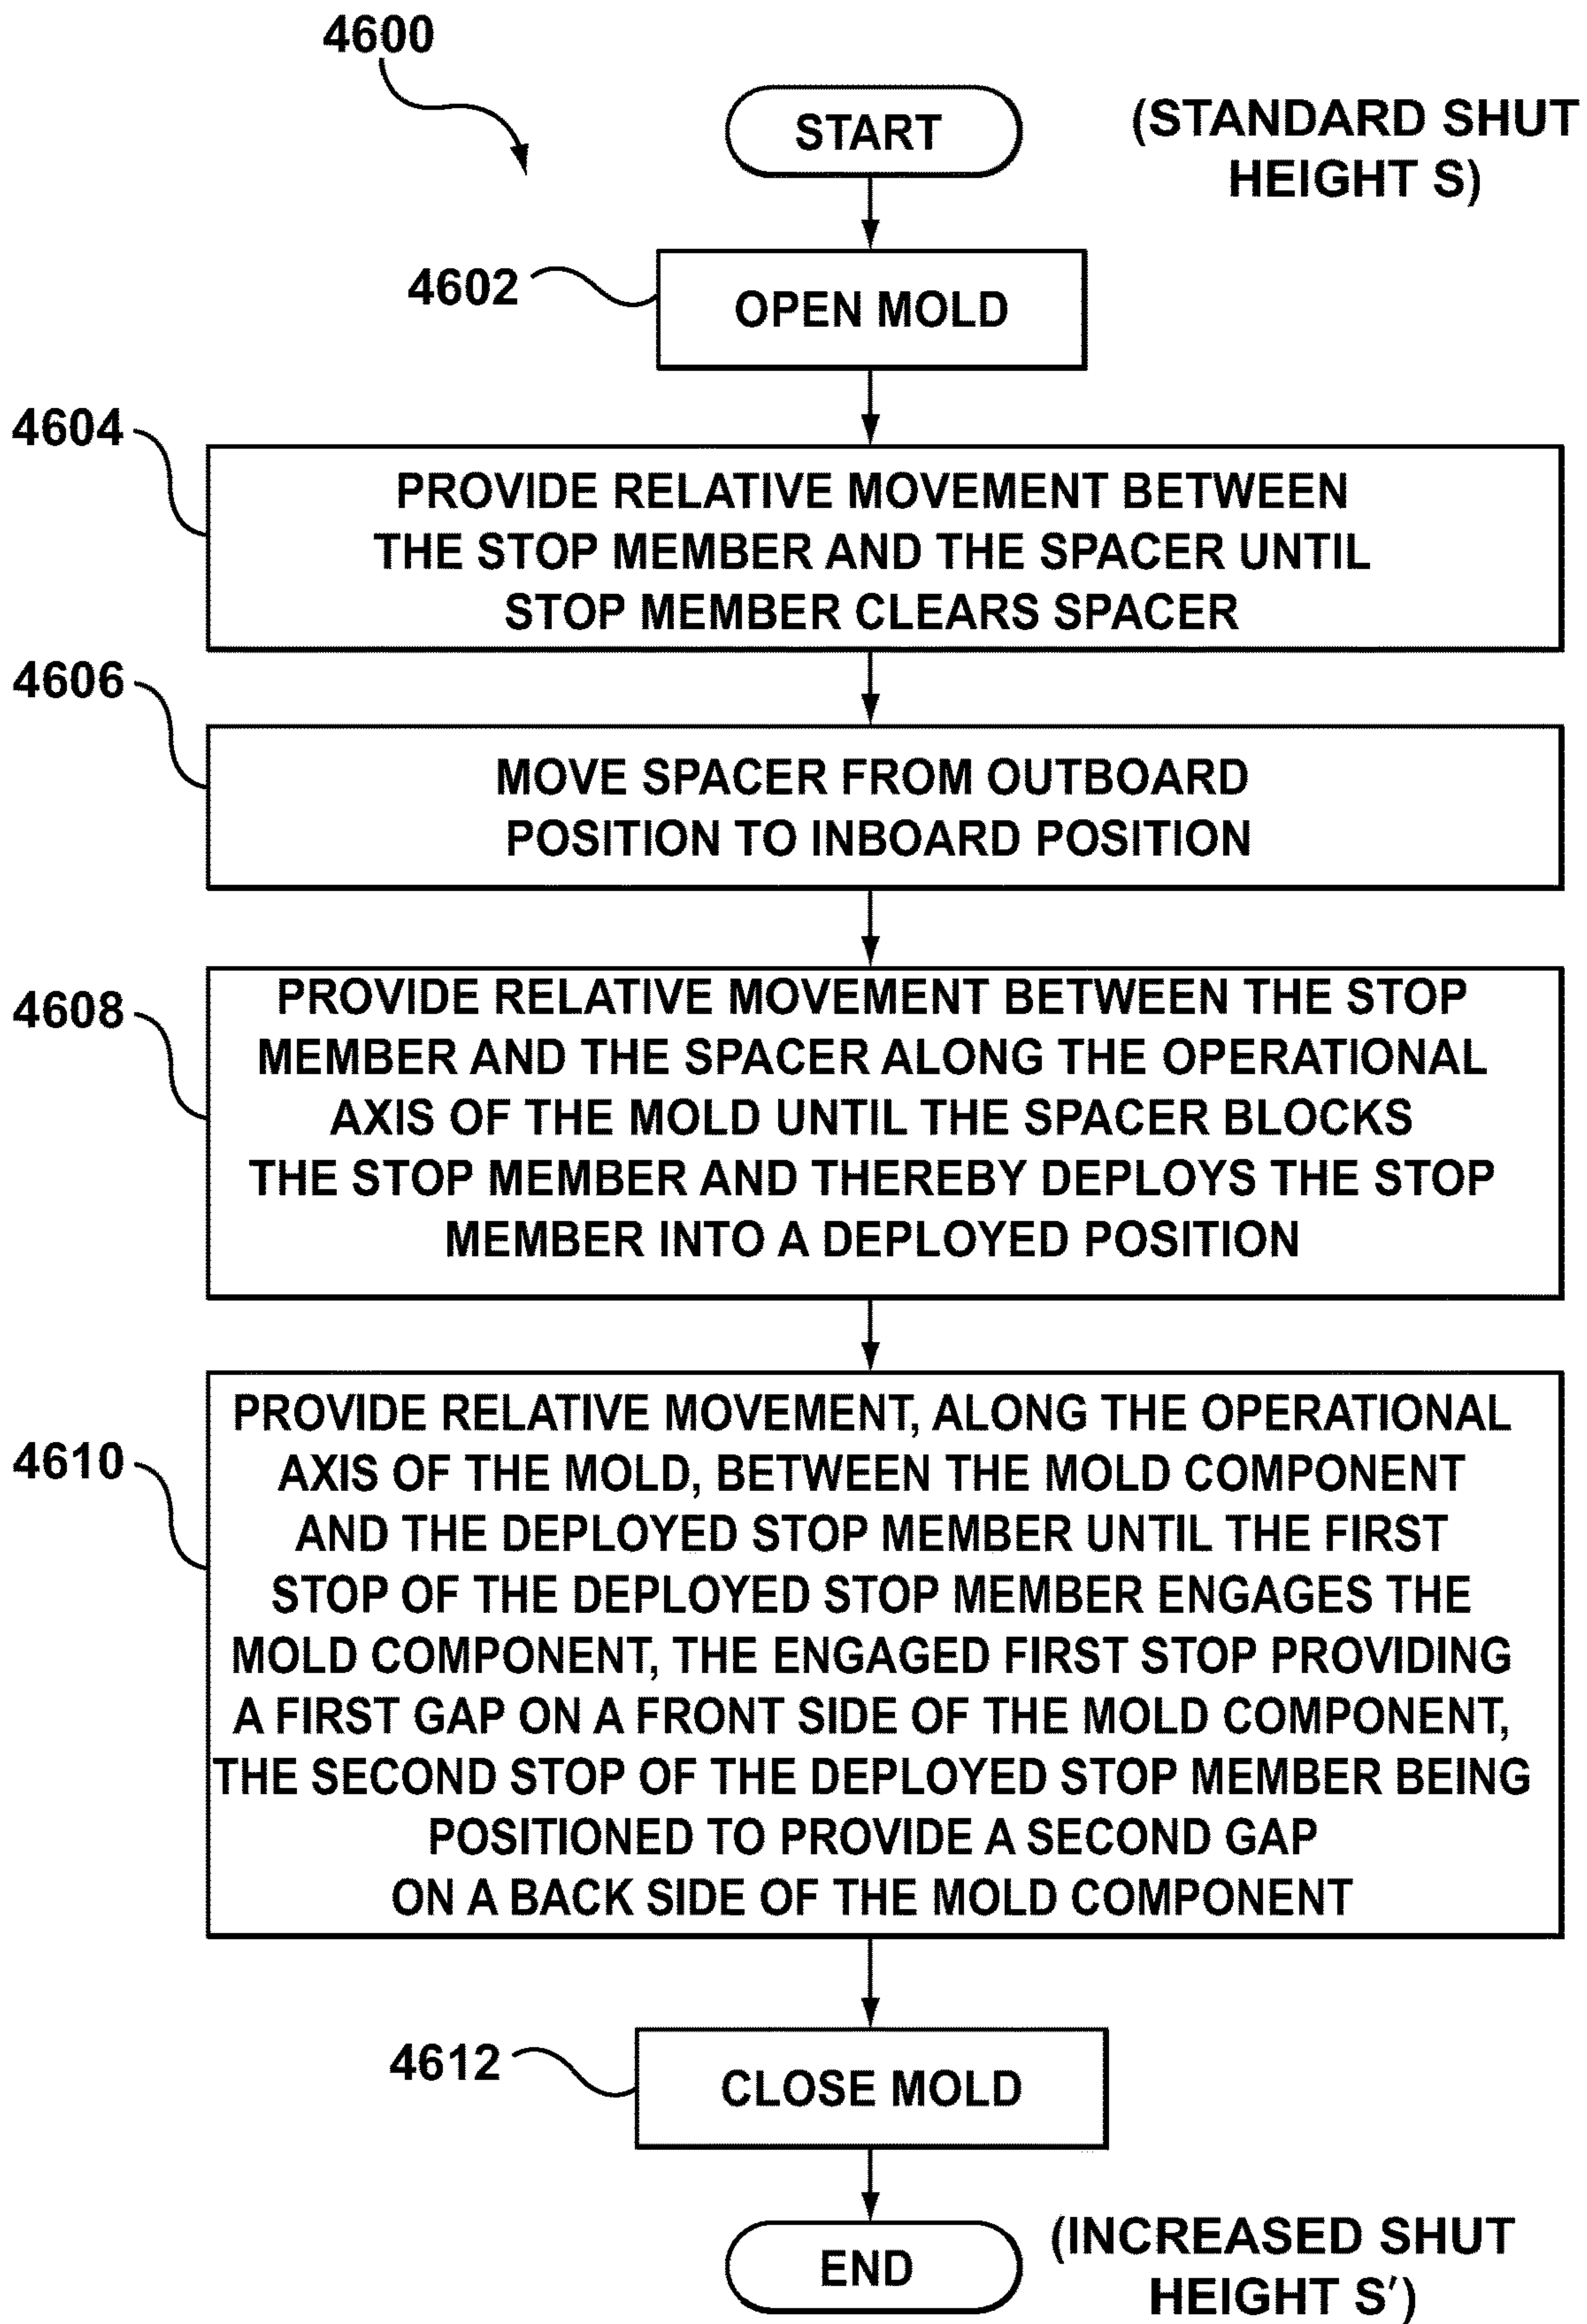 4600
START
(STANDARD SHUT
HEIGHT S)
4602
OPEN MOLD
4604
PROVIDE RELATIVE MOVEMENT BETWEEN
THE STOP MEMBER AND THE SPACER UNTIL
STOP MEMBER CLEARS SPACER
4606
MOVE SPACER FROM OUTBOARD
POSITION TO INBOARD POSITION
4608
PROVIDE RELATIVE MOVEMENT BETWEEN THE STOP
MEMBER AND THE SPACER ALONG THE OPERATIONAL
AXIS OF THE MOLD UNTIL THE SPACER BLOCKS
THE STOP MEMBER AND THEREBY DEPLOYS THE STOP
MEMBER INTO A DEPLOYED POSITION
4610
PROVIDE RELATIVE MOVEMENT, ALONG THE OPERATIONAL
AXIS OF THE MOLD, BETWEEN THE MOLD COMPONENT
AND THE DEPLOYED STOP MEMBER UNTIL THE FIRST
STOP OF THE DEPLOYED STOP MEMBER ENGAGES THE
MOLD COMPONENT, THE ENGAGED FIRST STOP PROVIDING
A FIRST GAP ON A FRONT SIDE OF THE MOLD COMPONENT,
THE SECOND STOP OF THE DEPLOYED STOP MEMBER BEING
POSITIONED TO PROVIDE A SECOND GAP
ON A BACK SIDE OF THE MOLD COMPONENT
4612
CLOSE MOLD
END
(INCREASED SHUT
HEIGHT S′)